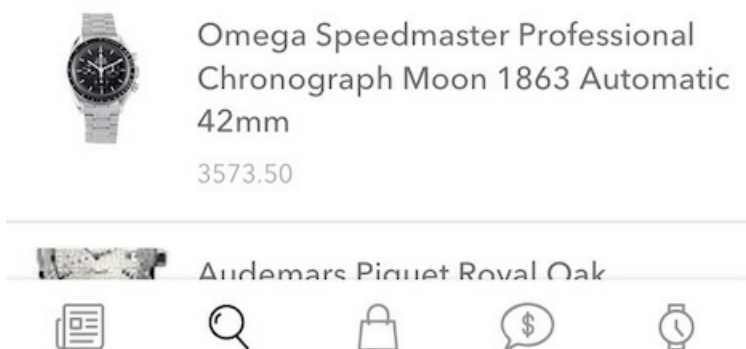 Omega Speedmaster Professional
Chronograph Moon 1863 Automatic
42mm
3573.50
Audemars Piguet Royal Oak
$